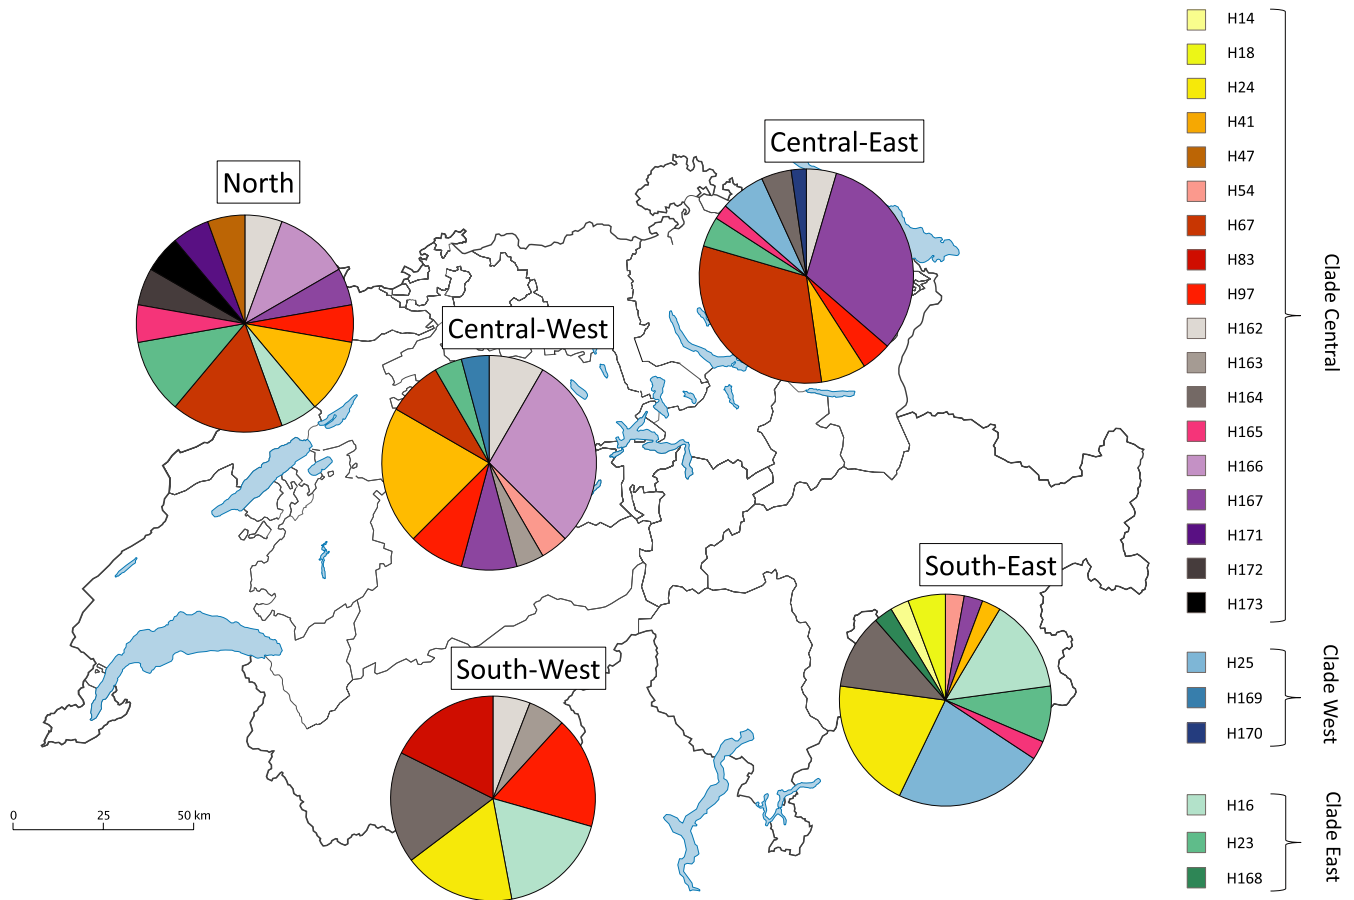 North
Central-East
Central-West
South-East
South-West
0 25 50 km
H14
H18
H24
H41
H47
H54
H67
H83
H97
H162
H163
H164
H165
H166
H167
H171
H172
H173
Clade Central
H25
H169
H170
Clade West
H16
H23
H168
Clade East